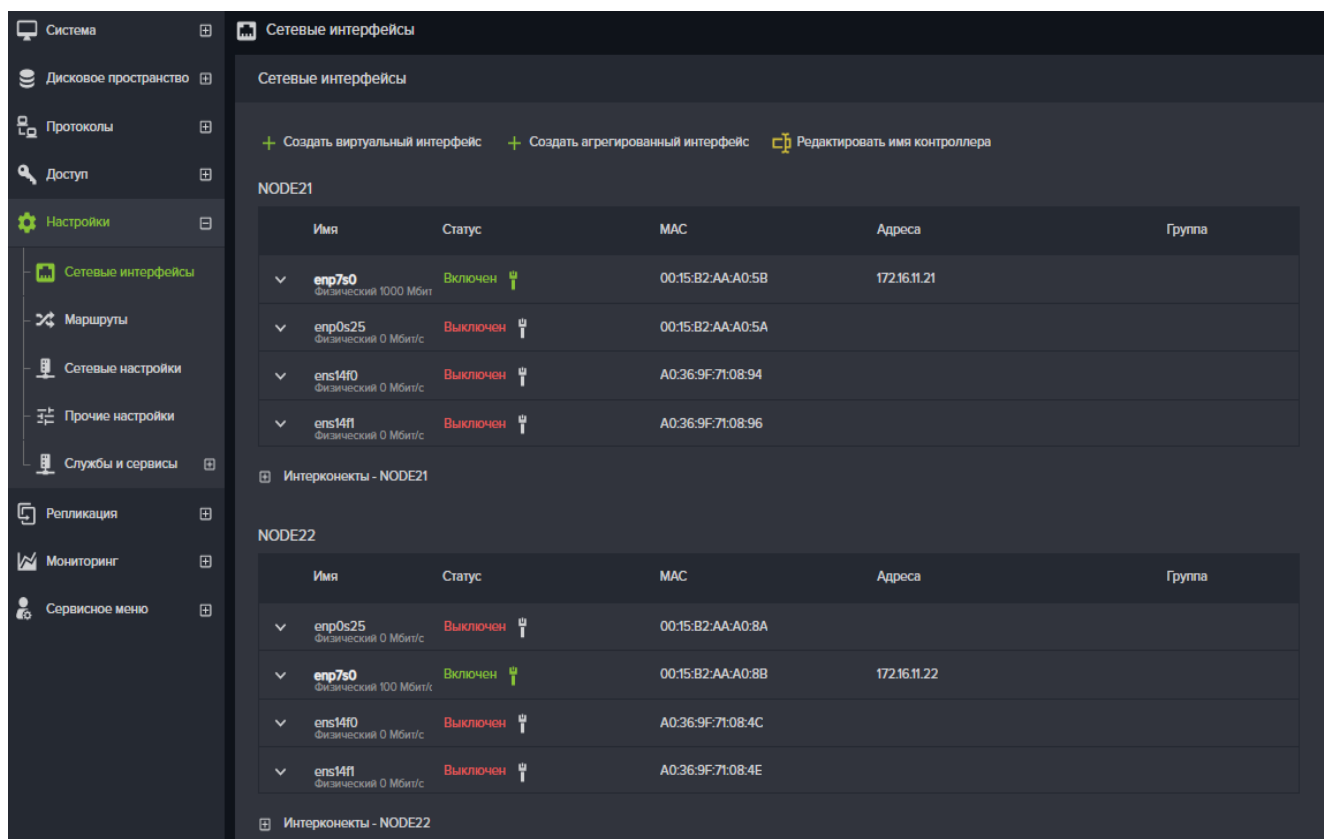 Система
Дисковое пространство
Протоколы
Доступ
Настройки
Сетевые интерфейсы
Маршруты
Сетевые настройки
Прочие настройки
Службы и сервисы
Репликация
Мониторинг
Сервисное меню
Сетевые интерфейсы
Сетевые интерфейсы
Создать виртуальный интерфейс Создать агрегированный интерфейс Редактировать имя контроллера
NODE21
Имя Статус MAC Адреса Группа
enp7s0 Включен 00:15:B2:AA:A0:5B 172.16.11.21
Физический 1000 Мбит
enp0s25 Выключен 00:15:B2:AA:A0:5A
Физический 0 Мбит/с
ens14f0 Выключен A0:36:9F:71:08:94
Физический 0 Мбит/с
ens14f1 Выключен A0:36:9F:71:08:96
Физический 0 Мбит/с
Интерконекты - NODE21
NODE22
Имя Статус MAC Адреса Группа
enp0s25 Выключен 00:15:B2:AA:A0:8A
Физический 0 Мбит/с
enp7s0 Включен 00:15:B2:AA:A0:8B 172.16.11.22
Физический 100 Мбит/с
ens14f0 Выключен A0:36:9F:71:08:4C
Физический 0 Мбит/с
ens14f1 Выключен A0:36:9F:71:08:4E
Физический 0 Мбит/с
Интерконекты - NODE22